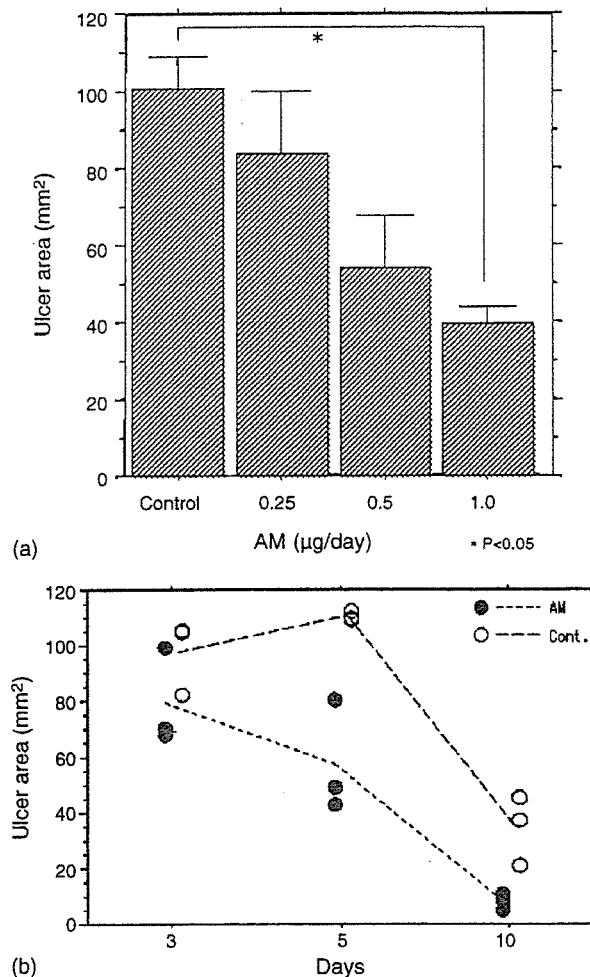 120
100
80
60
40
20
0
Ulcer area (mm²)
*
Control 0.25 0.5 1.0
AM (µg/day)
* P<0.05
(a)
120
100
80
60
40
20
0
Ulcer area (mm²)
AM
Cont.
3 5 10
Days
(b)